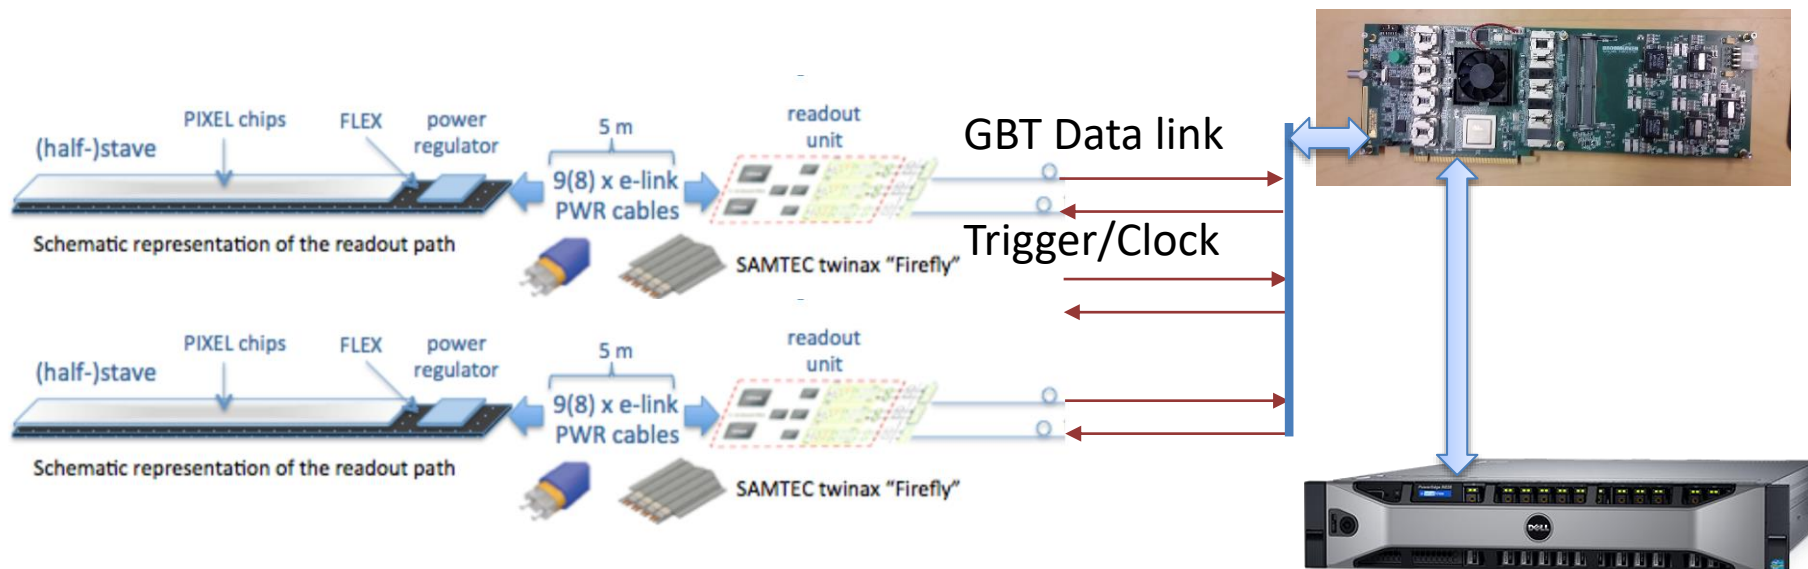 PIXEL chips
FLEX
power
regulator
(half-)stave
5 m
9(8) x e-link
PWR cables
readout
unit
Schematic representation of the readout path
SAMTEC twinax “Firefly”
GBT Data link
Trigger/Clock
PIXEL chips
FLEX
power
regulator
(half-)stave
5 m
9(8) x e-link
PWR cables
readout
unit
Schematic representation of the readout path
SAMTEC twinax “Firefly”
DELL